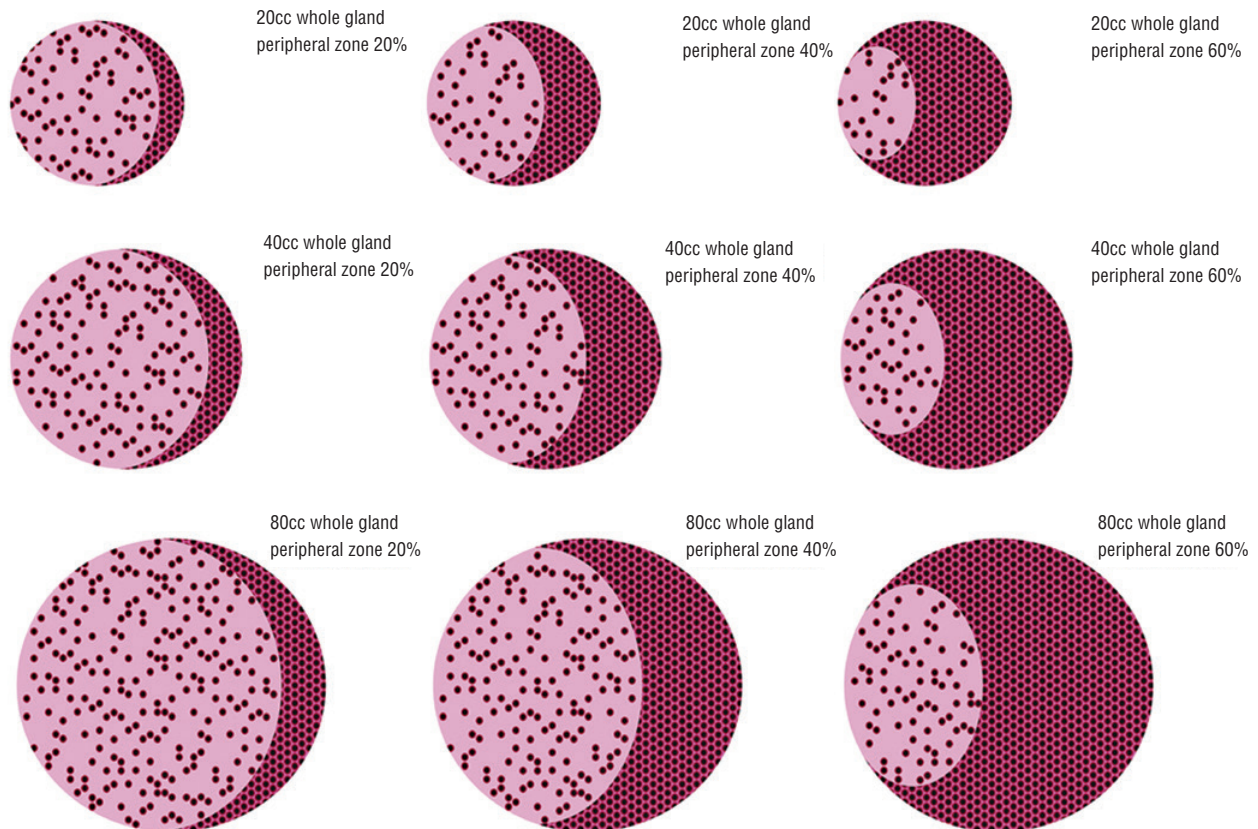 20cc whole gland
peripheral zone 20%
20cc whole gland
peripheral zone 40%
20cc whole gland
peripheral zone 60%
40cc whole gland
peripheral zone 20%
40cc whole gland
peripheral zone 40%
40cc whole gland
peripheral zone 60%
80cc whole gland
peripheral zone 20%
80cc whole gland
peripheral zone 40%
80cc whole gland
peripheral zone 60%